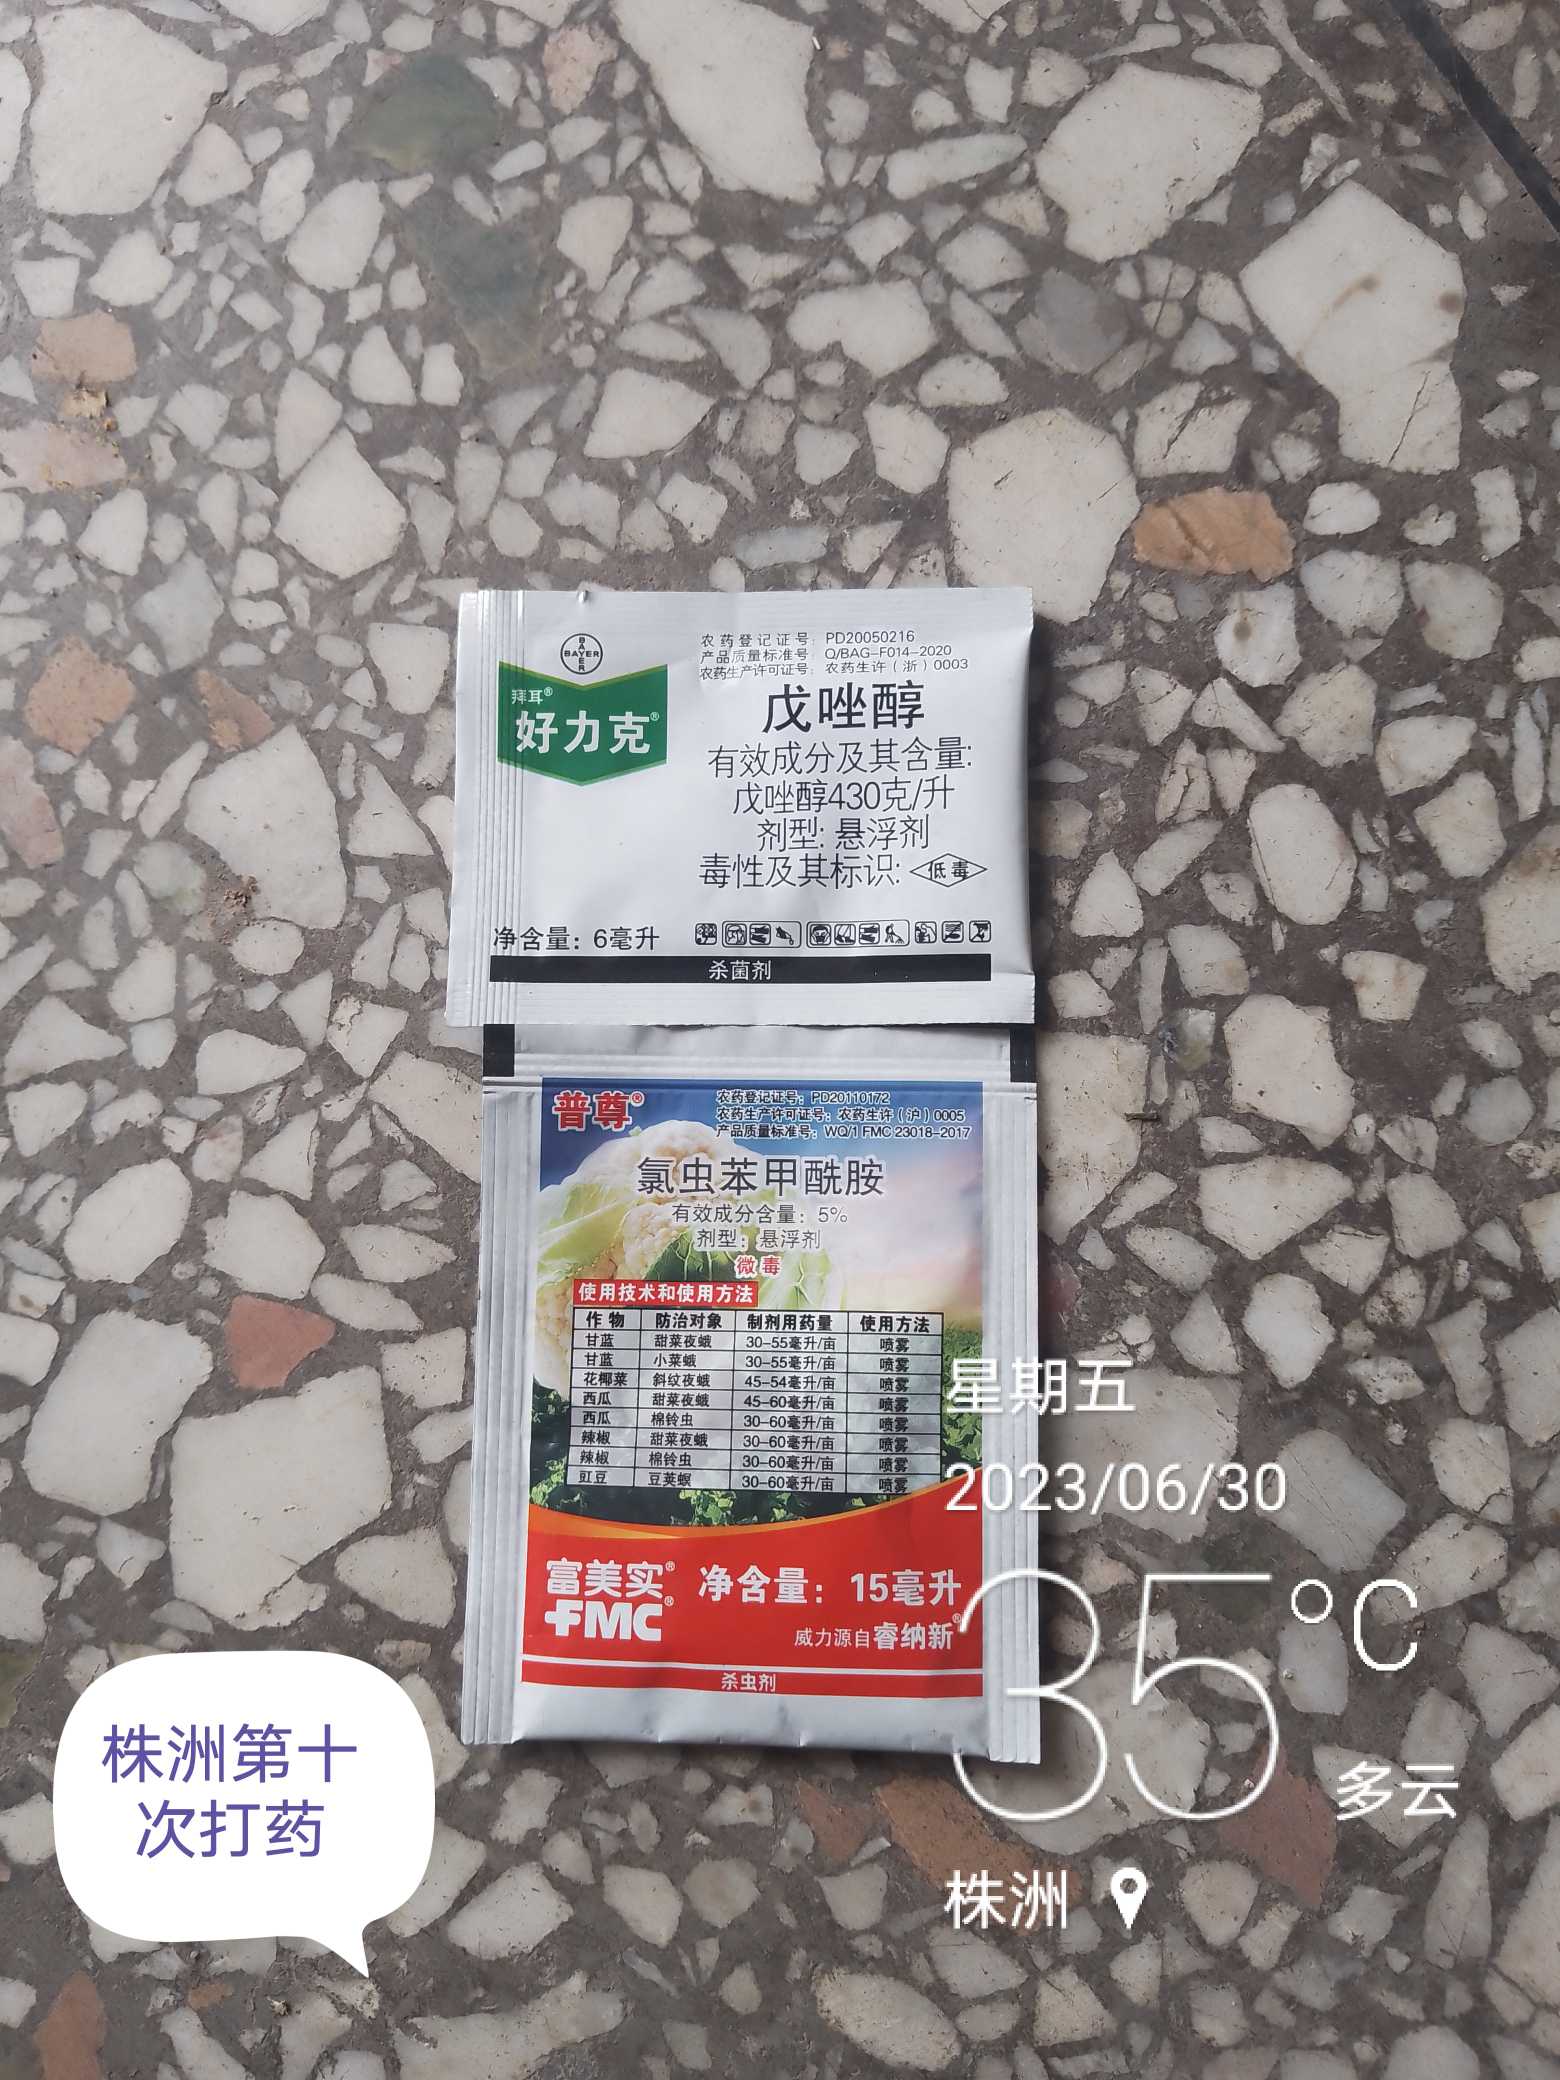 BAYER
BAYER
拜耳®
好力克®
农药登记证号: PD20050216
产品质量标准号: Q/BAG-F014-2020
农药生产许可证号: 农药生许(浙)0003
戊唑醇
有效成分及其含量:
戊唑醇430克/升
剂型: 悬浮剂
毒性及其标识: 低毒
净含量: 6毫升
杀菌剂
普尊®
农药登记证号: PD20110172
农药生产许可证号: 农药生许(沪)0005
产品质量标准号: WQ/1 FMC 23018-2017
氯虫苯甲酰胺
有效成分含量: 5%
剂型: 悬浮剂
微毒
使用技术和使用方法
作物 防治对象 制剂用药量 使用方法
甘蓝 甜菜夜蛾 30-55毫升/亩 喷雾
甘蓝 小菜蛾 30-55毫升/亩 喷雾
花椰菜 斜纹夜蛾 45-54毫升/亩 喷雾
西瓜 甜菜夜蛾 45-60毫升/亩 喷雾
西瓜 棉铃虫 30-60毫升/亩 喷雾
辣椒 甜菜夜蛾 30-60毫升/亩 喷雾
辣椒 棉铃虫 30-60毫升/亩 喷雾
豇豆 豆荚螟 30-60毫升/亩 喷雾
富美实®
FMC®
净含量: 15毫升
威力源自睿纳新®
杀虫剂
星期五
2023/06/30
35°C
多云
株洲
株洲第十
次打药